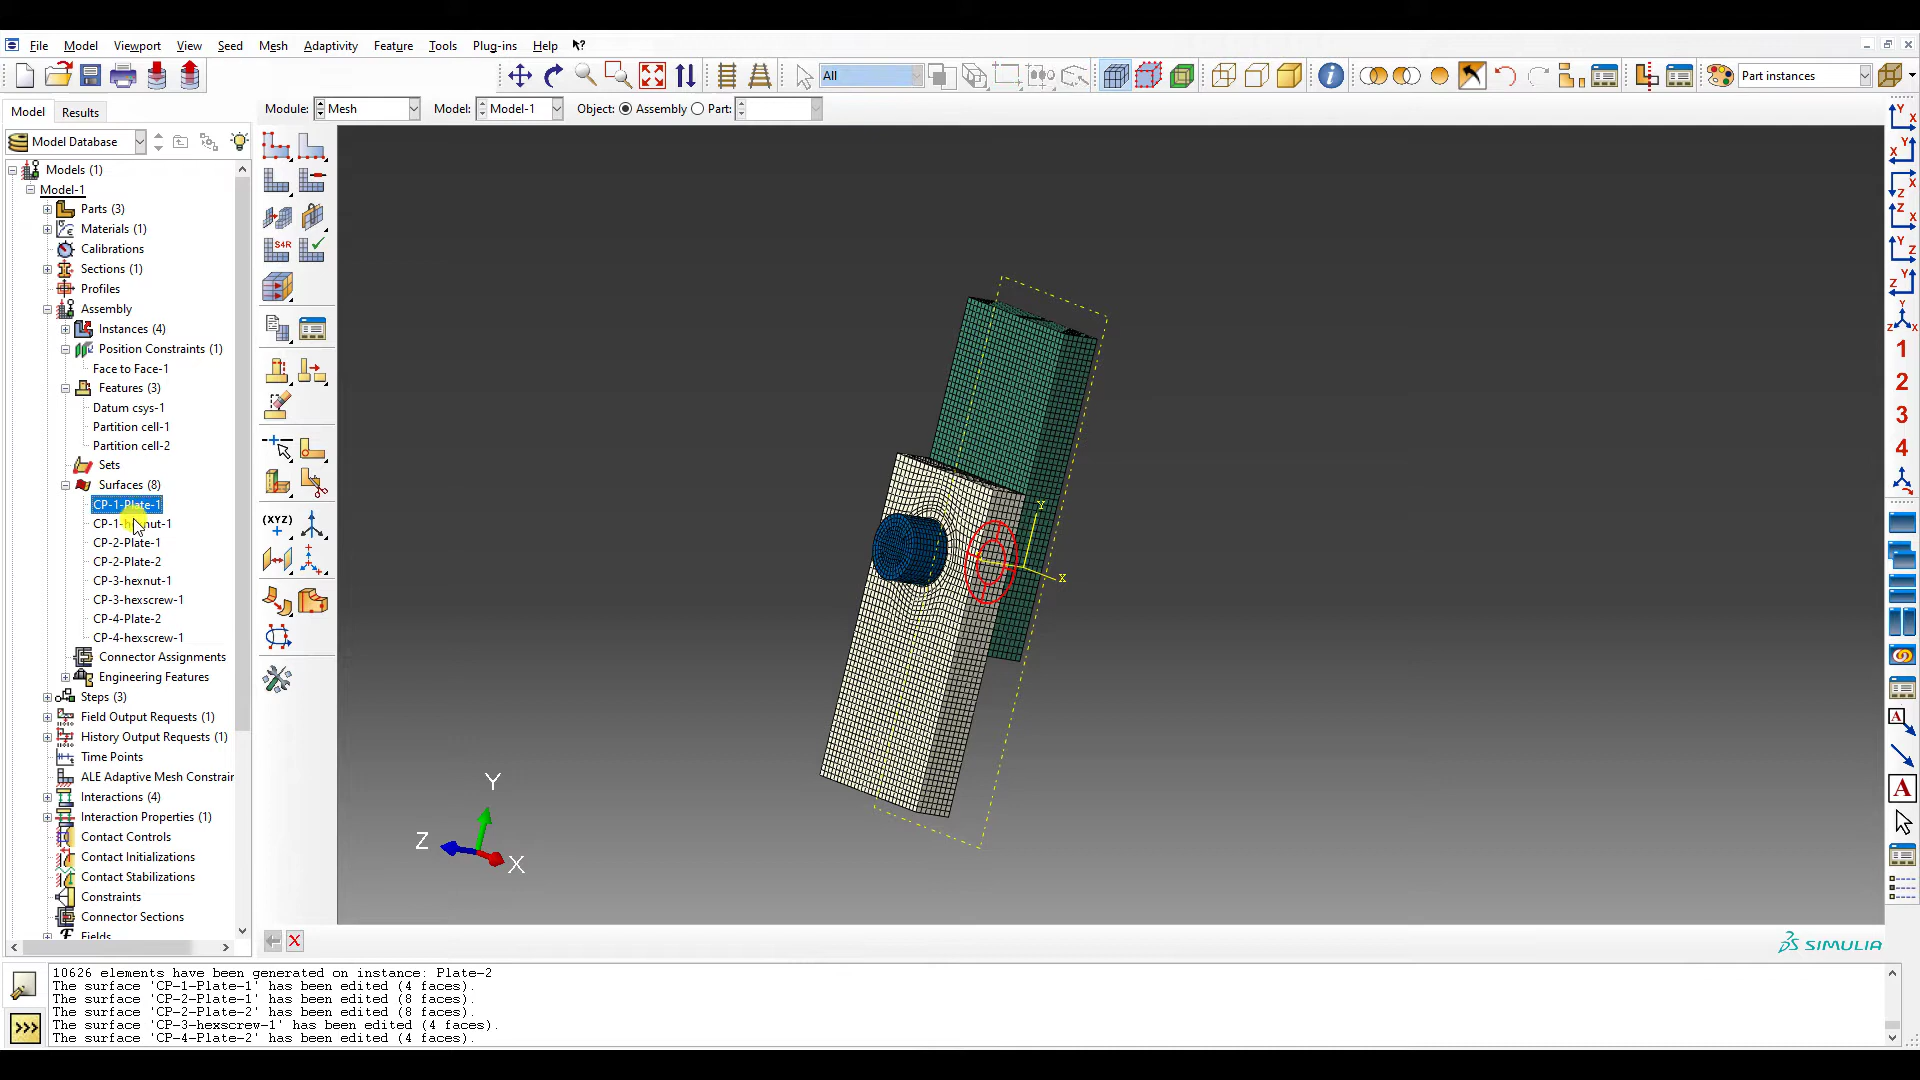 File Model Viewport View Seed Mesh Adaptivity Feature Tools Plug-ins Help
All
Part instances
Model Results
Module: Mesh Model: Model-1 Object: Assembly Part:
Model Database
Models (1)
Model-1
Parts (3)
Materials (1)
Calibrations
Sections (1)
Profiles
Assembly
Instances (4)
Position Constraints (1)
Face to Face-1
Features (3)
Datum csys-1
Partition cell-1
Partition cell-2
Sets
Surfaces (8)
CP-1-Plate-1
CP-1-hexnut-1
CP-2-Plate-1
CP-2-Plate-2
CP-3-hexnut-1
CP-3-hexscrew-1
CP-4-Plate-2
CP-4-hexscrew-1
Connector Assignments
Engineering Features
Steps (3)
Field Output Requests (1)
History Output Requests (1)
Time Points
ALE Adaptive Mesh Constrain
Interactions (4)
Interaction Properties (1)
Contact Controls
Contact Initializations
Contact Stabilizations
Constraints
Connector Sections
Fields
S4R
(XYZ)
Y
X
Y
Z
X
1
2
3
4
A
A
SIMULIA
10626 elements have been generated on instance: Plate-2
The surface 'CP-1-Plate-1' has been edited (4 faces).
The surface 'CP-2-Plate-1' has been edited (8 faces).
The surface 'CP-2-Plate-2' has been edited (8 faces).
The surface 'CP-3-hexscrew-1' has been edited (4 faces).
The surface 'CP-4-Plate-2' has been edited (4 faces).